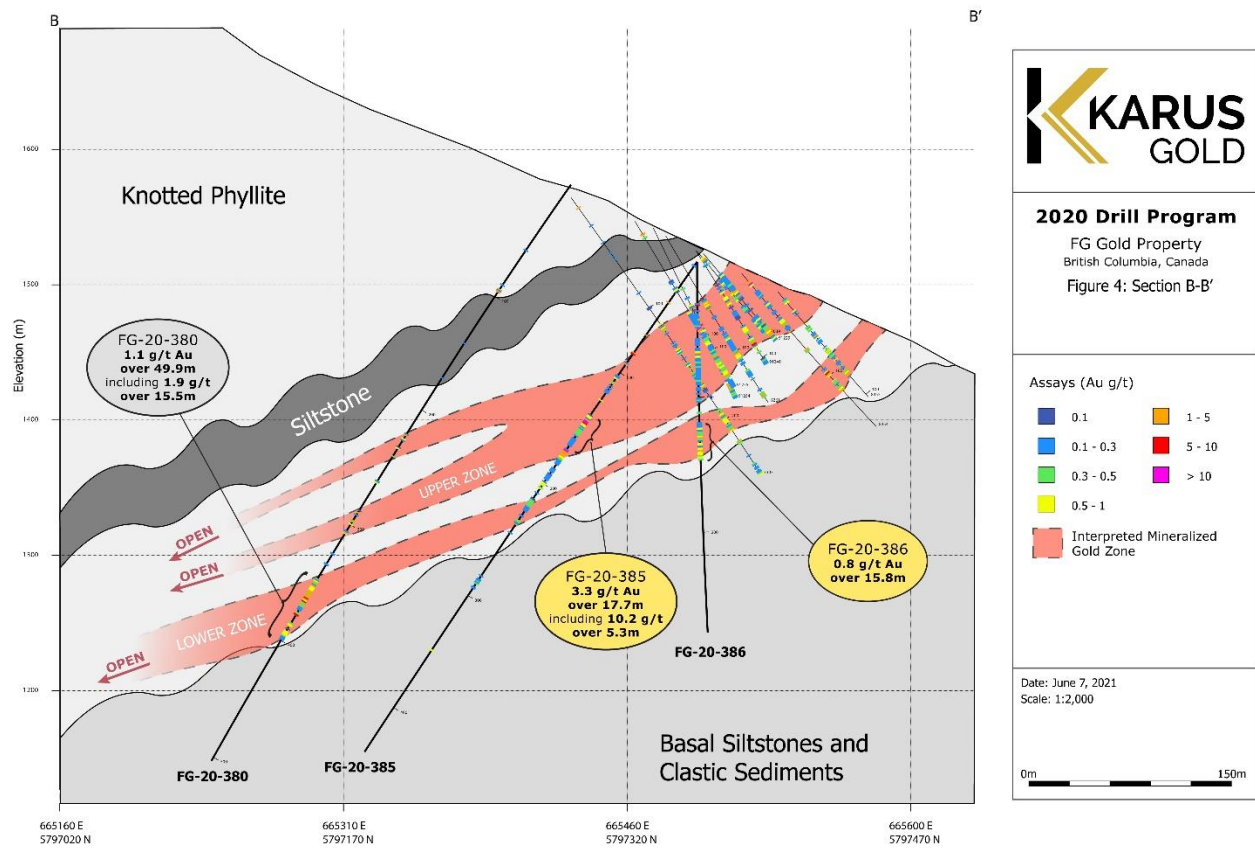 B
B'
Knotted Phyllite
Elevation (m)
1600
1500
1400
1300
1200
FG-20-380
1.1 g/t Au
over 49.9m
including 1.9 g/t
over 15.5m
Siltstone
UPPER ZONE
LOWER ZONE
OPEN
OPEN
OPEN
FG-20-385
3.3 g/t Au
over 17.7m
including 10.2 g/t
over 5.3m
FG-20-386
0.8 g/t Au
over 15.8m
FG-20-386
FG-20-380
FG-20-385
Basal Siltstones and
Clastic Sediments
665160 E
5797020 N
665310 E
5797170 N
665460 E
5797320 N
665600 E
5797470 N
KARUS
GOLD
2020 Drill Program
FG Gold Property
British Columbia, Canada
Figure 4: Section B-B'
Assays (Au g/t)
0.1
0.1 - 0.3
0.3 - 0.5
0.5 - 1
1 - 5
5 - 10
> 10
Interpreted Mineralized
Gold Zone
Date: June 7, 2021
Scale: 1:2,000
0m
150m